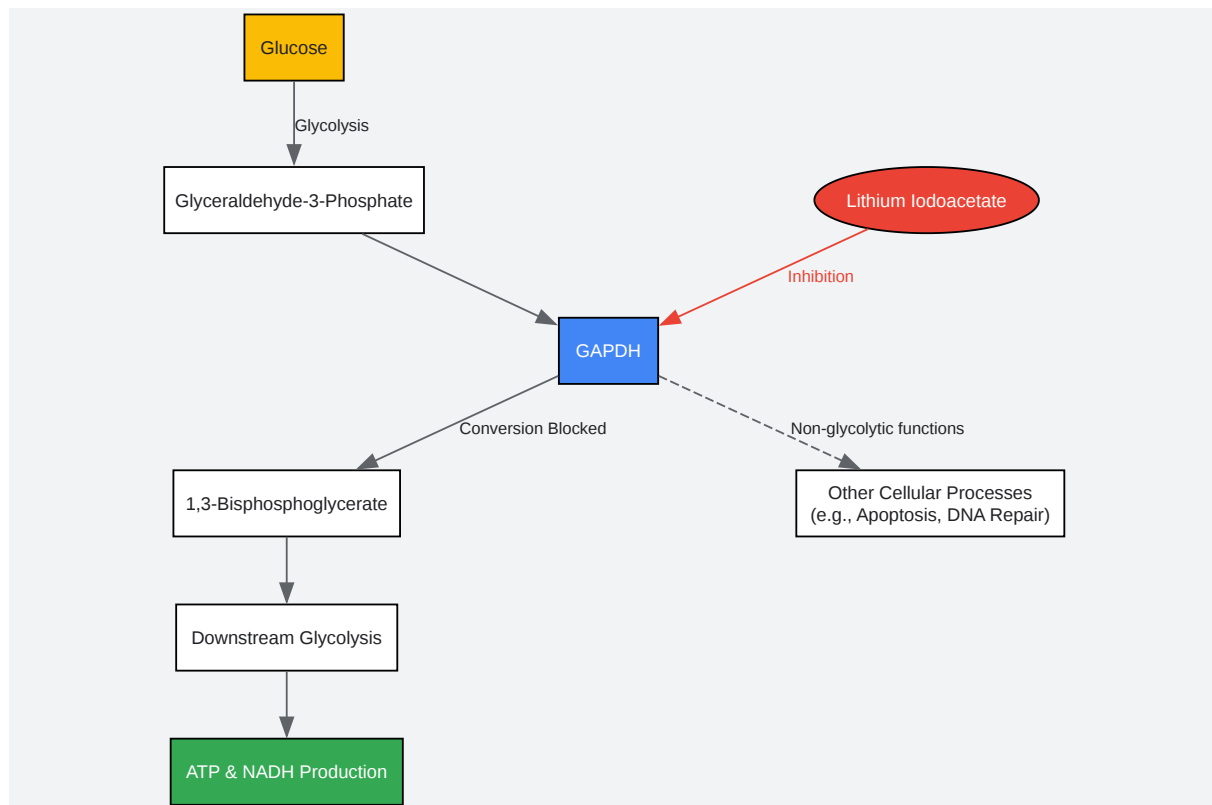 Glucose
Glycolysis
Glyceraldehyde-3-Phosphate
Lithium Iodoacetate
Inhibition
GAPDH
Conversion Blocked
Non-glycolytic functions
1,3-Bisphosphoglycerate
Other Cellular Processes
(e.g., Apoptosis, DNA Repair)
Downstream Glycolysis
ATP & NADH Production